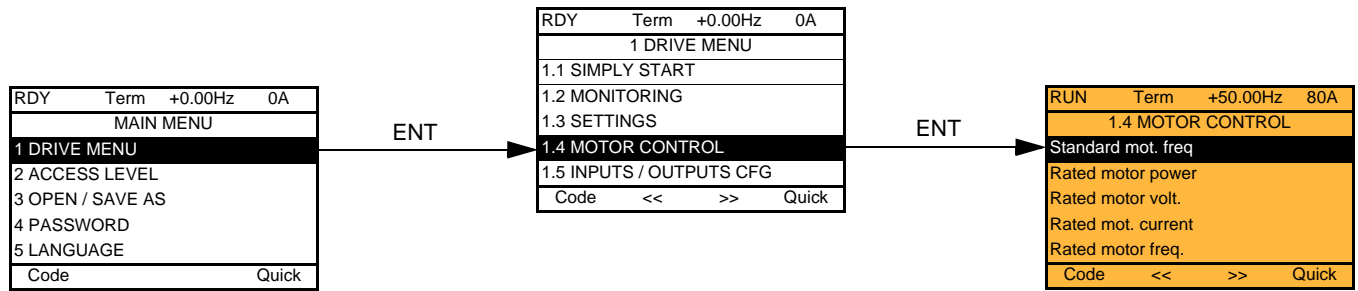 RDY Term +0.00Hz 0A
MAIN MENU
1 DRIVE MENU
2 ACCESS LEVEL
3 OPEN / SAVE AS
4 PASSWORD
5 LANGUAGE
Code Quick
ENT
RDY Term +0.00Hz 0A
1 DRIVE MENU
1.1 SIMPLY START
1.2 MONITORING
1.3 SETTINGS
1.4 MOTOR CONTROL
1.5 INPUTS / OUTPUTS CFG
Code << >> Quick
ENT
RUN Term +50.00Hz 80A
1.4 MOTOR CONTROL
Standard mot. freq
Rated motor power
Rated motor volt.
Rated mot. current
Rated motor freq.
Code << >> Quick